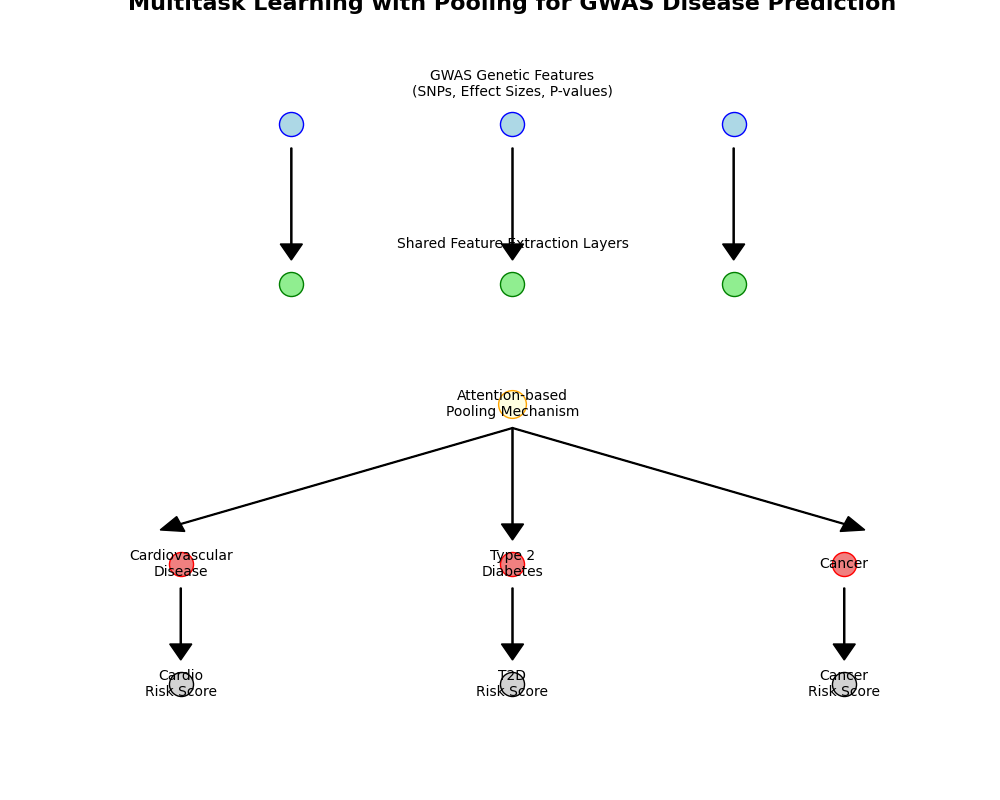 Multitask Learning with Pooling for GWAS Disease Prediction
GWAS Genetic Features
(SNPs, Effect Sizes, P-values)
Shared Feature Extraction Layers
Attention-based
Pooling Mechanism
Cardiovascular
Disease
Type 2
Diabetes
Cancer
Cardio
Risk Score
T2D
Risk Score
Cancer
Risk Score